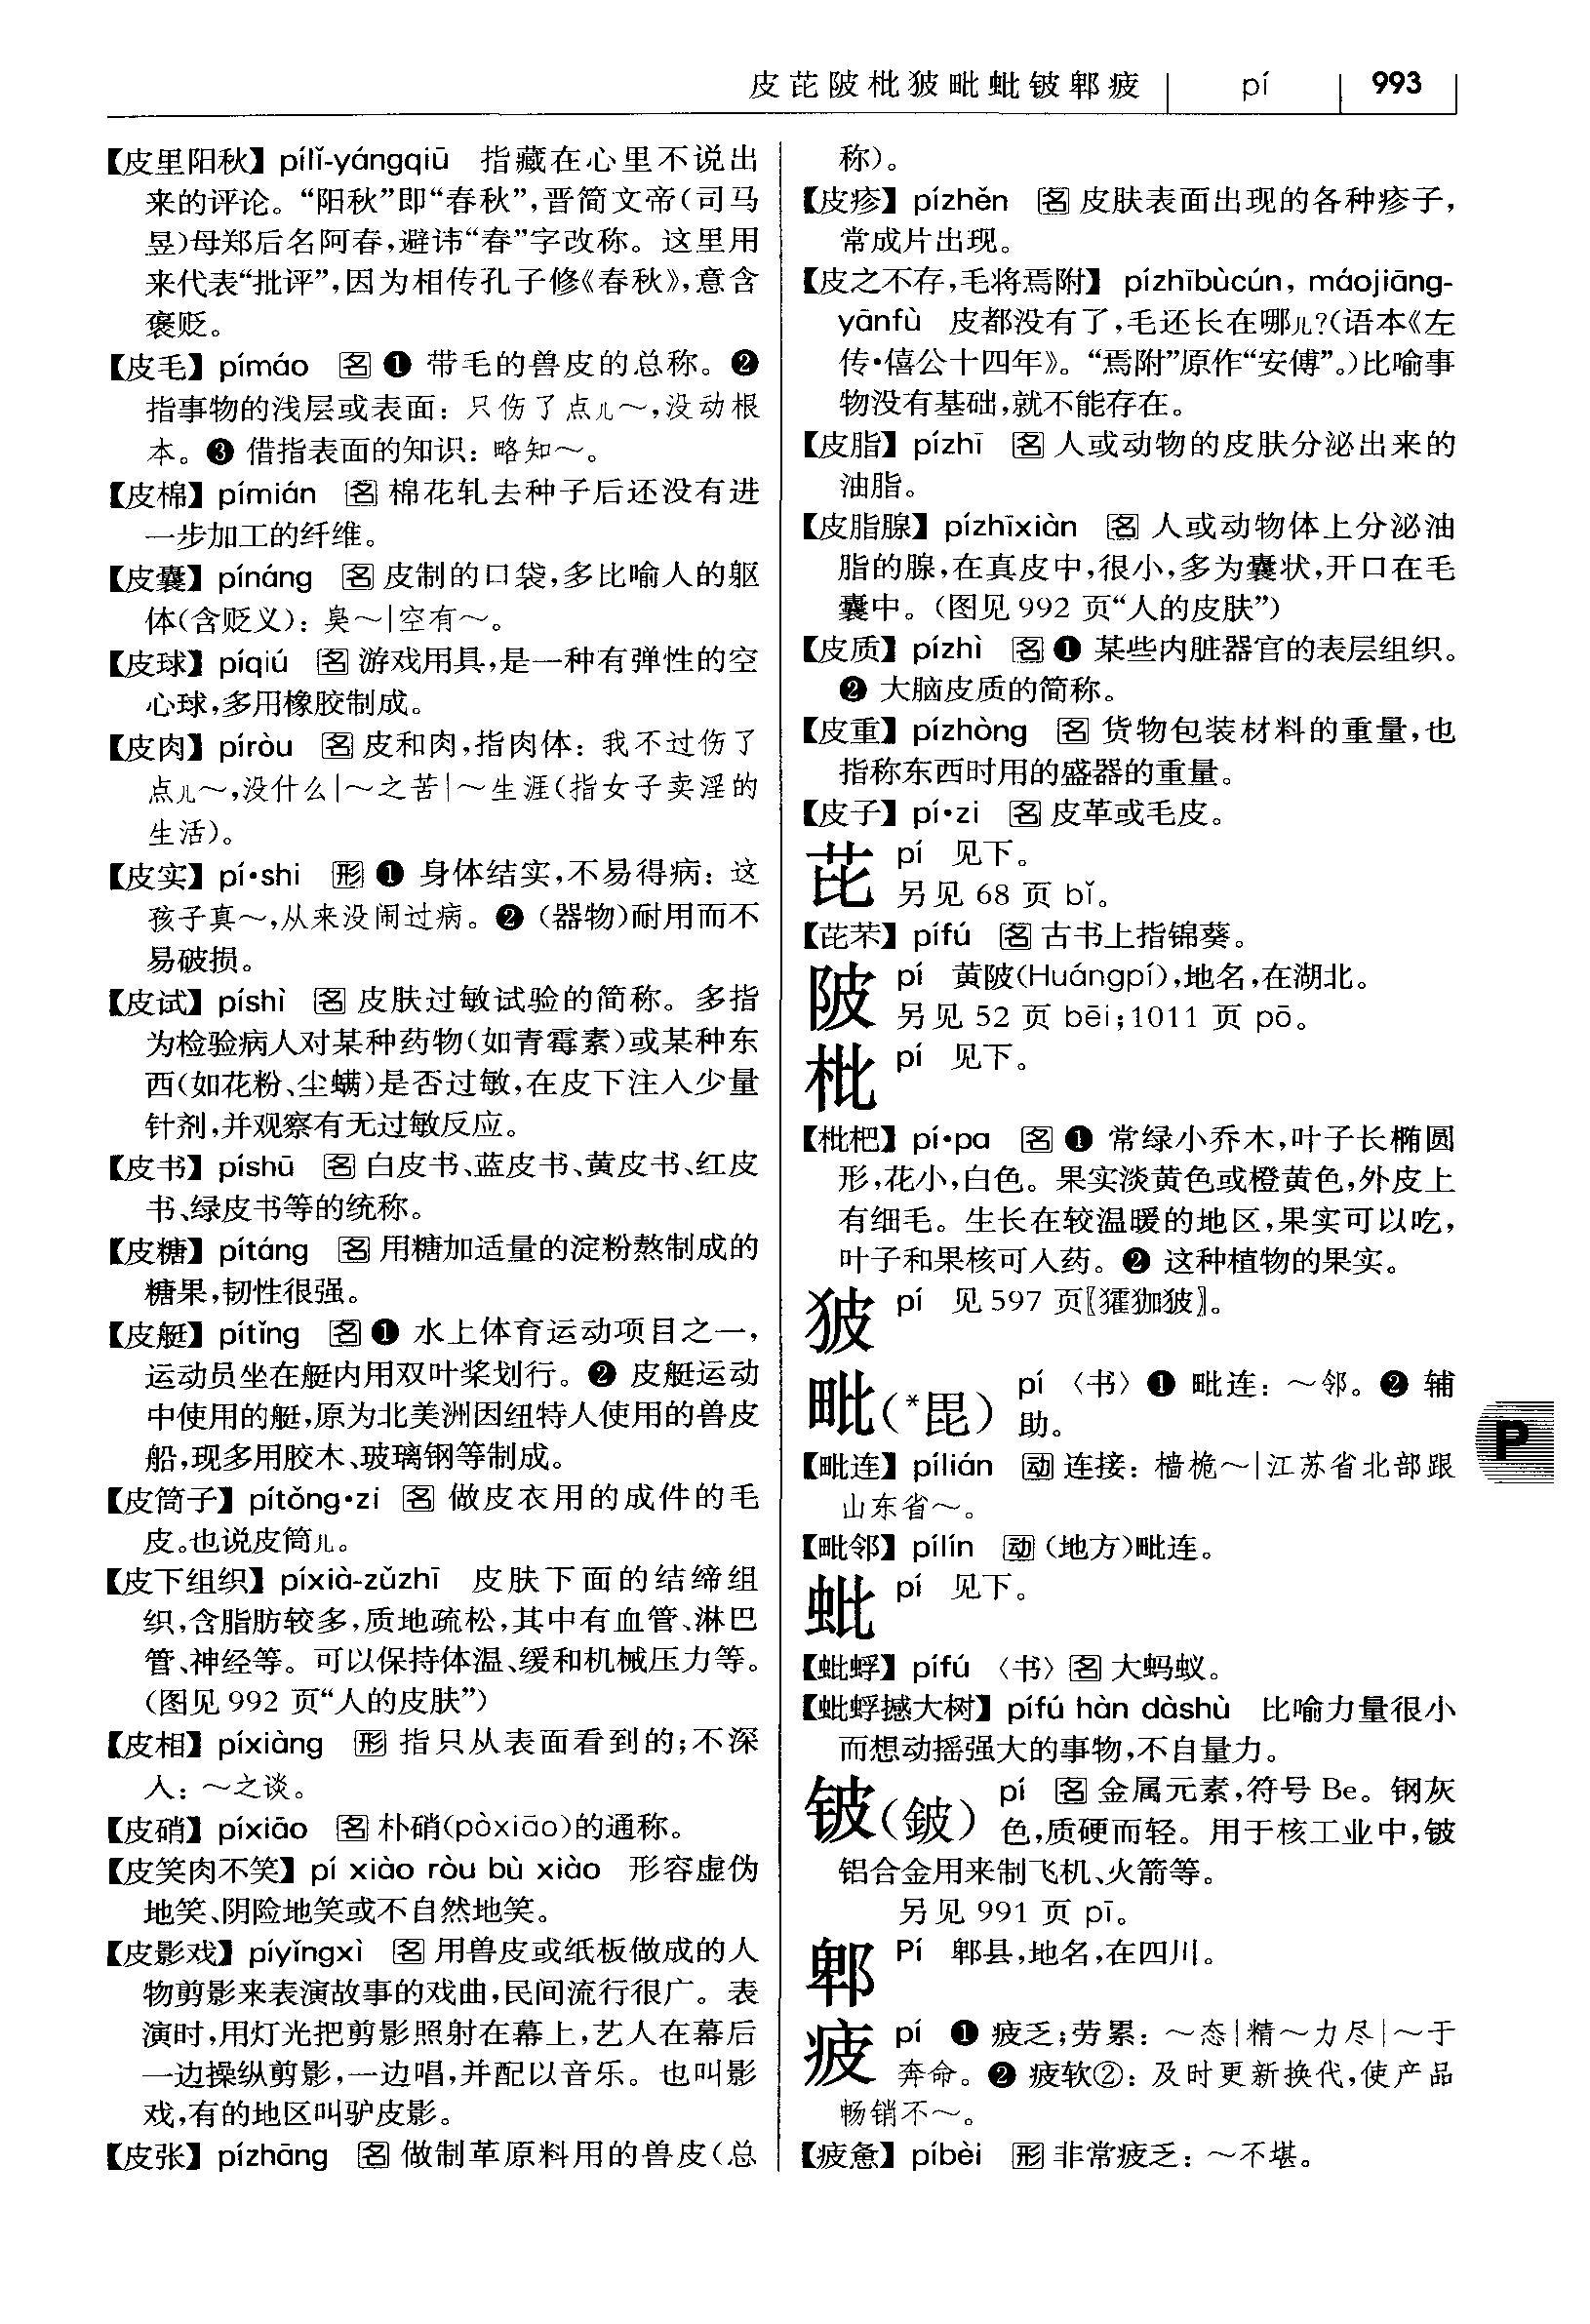 皮芘陂枇狓毗蚍铍郫疲 pí 993
【皮里阳秋】 pílǐ-yángqiū 指藏在心里不说出
来的评论。“阳秋”即“春秋”,晋简文帝(司马
昱)母郑后名阿春,避讳“春”字改称。这里用
来代表“批评”,因为相传孔子修《春秋》,意含
褒贬。
【皮毛】 pímáo 名 ❶ 带毛的兽皮的总称。❷
指事物的浅层或表面: 只伤了点儿～,没动根
本。❸ 借指表面的知识: 略知～。
【皮棉】 pímián 名 棉花轧去种子后还没有进
一步加工的纤维。
【皮囊】 pínáng 名 皮制的口袋,多比喻人的躯
体(含贬义): 臭～|空有～。
【皮球】 píqiú 名 游戏用具,是一种有弹性的空
心球,多用橡胶制成。
【皮肉】 píròu 名 皮和肉,指肉体: 我不过伤了
点儿～,没什么|～之苦|～生涯(指女子卖淫的
生活)。
【皮实】 pí•shi 形 ❶ 身体结实,不易得病: 这
孩子真～,从来没闹过病。❷ (器物)耐用而不
易破损。
【皮试】 píshì 名 皮肤过敏试验的简称。多指
为检验病人对某种药物(如青霉素)或某种东
西(如花粉、尘螨)是否过敏,在皮下注入少量
针剂,并观察有无过敏反应。
【皮书】 píshū 名 白皮书、蓝皮书、黄皮书、红皮
书、绿皮书等的统称。
【皮糖】 pítáng 名 用糖加适量的淀粉熬制成的
糖果,韧性很强。
【皮艇】 pítǐng 名 ❶ 水上体育运动项目之一,
运动员坐在艇内用双叶桨划行。❷ 皮艇运动
中使用的艇,原为北美洲因纽特人使用的兽皮
船,现多用胶木、玻璃钢等制成。
【皮筒子】 pítǒng•zi 名 做皮衣用的成件的毛
皮。也说皮筒儿。
【皮下组织】 píxià-zǔzhī 皮肤下面的结缔组
织,含脂肪较多,质地疏松,其中有血管、淋巴
管、神经等。可以保持体温、缓和机械压力等。
(图见 992 页“人的皮肤”)
【皮相】 píxiàng 形 指只从表面看到的;不深
入: ～之谈。
【皮硝】 píxiāo 名 朴硝(pòxiāo)的通称。
【皮笑肉不笑】 pí xiào ròu bù xiào 形容虚伪
地笑、阴险地笑或不自然地笑。
【皮影戏】 píyǐngxì 名 用兽皮或纸板做成的人
物剪影来表演故事的戏曲,民间流行很广。表
演时,用灯光把剪影照射在幕上,艺人在幕后
一边操纵剪影,一边唱,并配以音乐。也叫影
戏,有的地区叫驴皮影。
【皮张】 pízhāng 名 做制革原料用的兽皮(总
称)。
【皮疹】 pízhěn 名 皮肤表面出现的各种疹子,
常成片出现。
【皮之不存,毛将焉附】 pízhībùcún, máojiāng-
yānfù 皮都没有了,毛还长在哪儿?(语本《左
传•僖公十四年》。“焉附”原作“安傅”。)比喻事
物没有基础,就不能存在。
【皮脂】 pízhī 名 人或动物的皮肤分泌出来的
油脂。
【皮脂腺】 pízhīxiàn 名 人或动物体上分泌油
脂的腺,在真皮中,很小,多为囊状,开口在毛
囊中。(图见 992 页“人的皮肤”)
【皮质】 pízhì 名 ❶ 某些内脏器官的表层组织。
❷ 大脑皮质的简称。
【皮重】 pízhòng 名 货物包装材料的重量,也
指称东西时用的盛器的重量。
【皮子】 pí•zi 名 皮革或毛皮。
芘 pí 见下。
另见 68 页 bǐ。
【芘芣】 pífú 名 古书上指锦葵。
陂 pí 黄陂(Huángpí),地名,在湖北。
另见 52 页 bēi;1011 页 pō。
枇 pí 见下。
【枇杷】 pí•pa 名 ❶ 常绿小乔木,叶子长椭圆
形,花小,白色。果实淡黄色或橙黄色,外皮上
有细毛。生长在较温暖的地区,果实可以吃,
叶子和果核可入药。❷ 这种植物的果实。
狓 pí 见 597 页〖㺢㹢狓〗。
毗(*毘) pí 〈书〉 ❶ 毗连: ～邻。❷ 辅
助。
【毗连】 pílián 动 连接: 樯桅～|江苏省北部跟
山东省～。
【毗邻】 pílín 动 (地方)毗连。
蚍 pí 见下。
【蚍蜉】 pífú 〈书〉 名 大蚂蚁。
【蚍蜉撼大树】 pífú hàn dàshù 比喻力量很小
而想动摇强大的事物,不自量力。
铍(鈹) pí 名 金属元素,符号 Be。钢灰
色,质硬而轻。用于核工业中,铍
铝合金用来制飞机、火箭等。
另见 991 页 pī。
郫 Pí 郫县,地名,在四川。
疲 pí ❶ 疲乏;劳累: ～态|精～力尽|～于
奔命。❷ 疲软②: 及时更新换代,使产品
畅销不～。
【疲惫】 píbèi 形 非常疲乏: ～不堪。
P